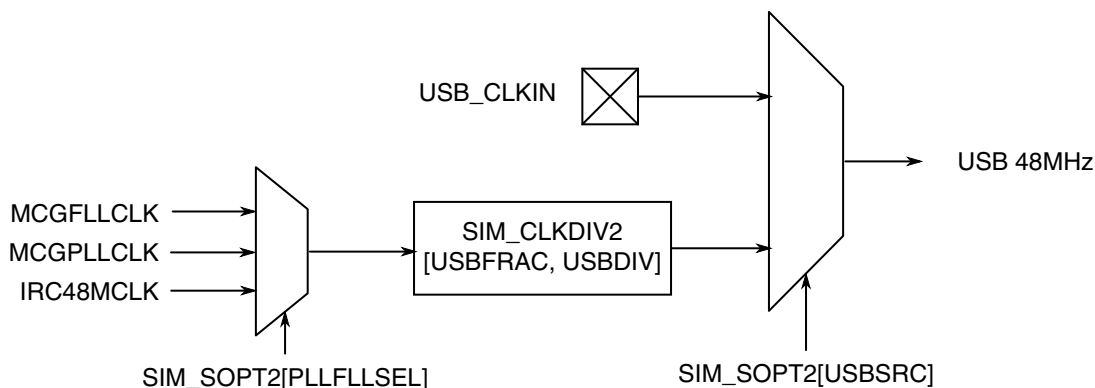 USB_CLKIN
USB 48MHz
MCGFLLCLK
MCGPLLCLK
IRC48MCLK
SIM_CLKDIV2
[USBFRAC, USBDIV]
SIM_SOPT2[PLLFLLSEL]
SIM_SOPT2[USBSRC]